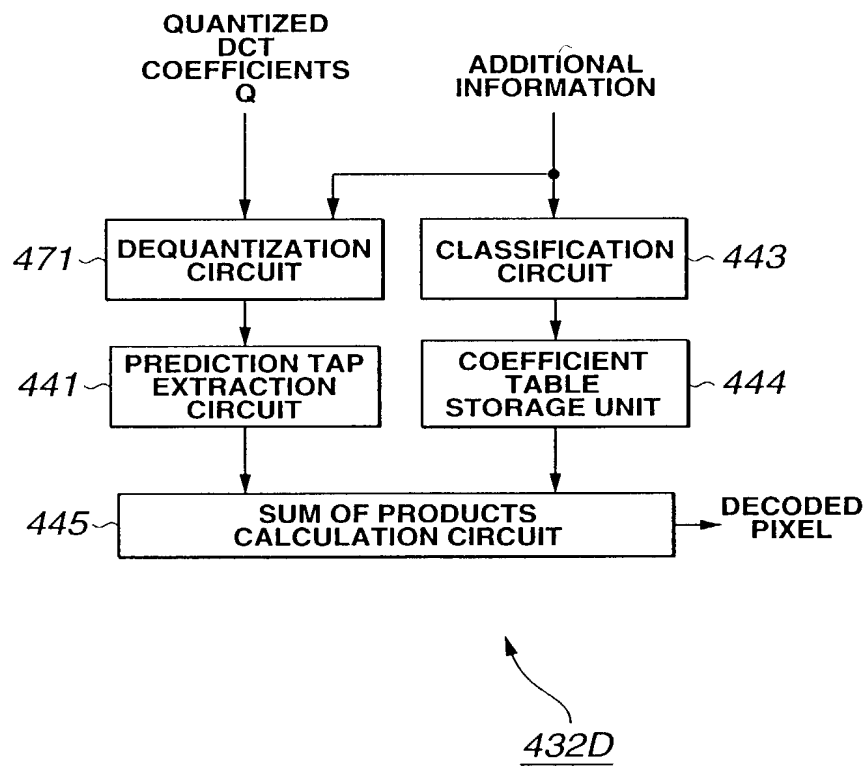 QUANTIZED
DCT
COEFFICIENTS
Q
ADDITIONAL
INFORMATION
471
DEQUANTIZATION
CIRCUIT
CLASSIFICATION
CIRCUIT
443
441
PREDICTION TAP
EXTRACTION
CIRCUIT
COEFFICIENT
TABLE
STORAGE UNIT
444
445
SUM OF PRODUCTS
CALCULATION CIRCUIT
DECODED
PIXEL
432D